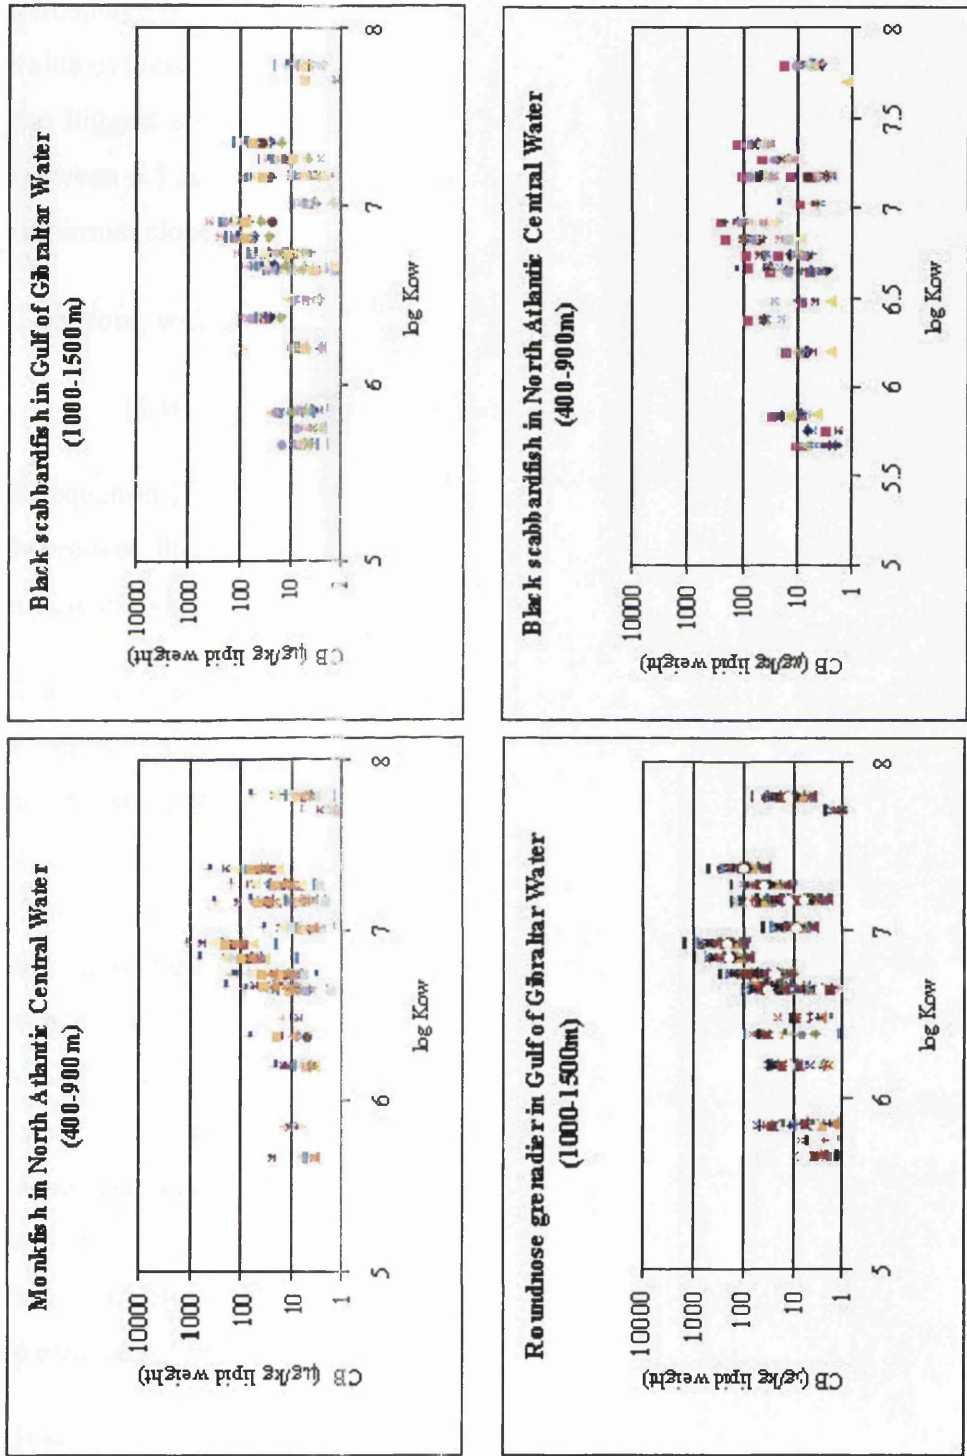 Monkfish in North Atlantic Central Water
(400-900m)
CB (µg/kg lipid weight)
10000
1000
100
10
1
5
6
7
8
log Kow
Black scabbardfish in Gulf of Gibraltar Water
(1000-1500m)
CB (µg/kg lipid weight)
10000
1000
100
10
1
5
6
7
8
log Kow
Roundnose grenadier in Gulf of Gibraltar Water
(1000-1500m)
CB (µg/kg lipid weight)
10000
1000
100
10
1
5
6
7
8
log Kow
Black scabbardfish in North Atlantic Central Water
(400-900m)
CB (µg/kg lipid weight)
10000
1000
100
10
1
5
5.5
6
6.5
7
7.5
8
log Kow